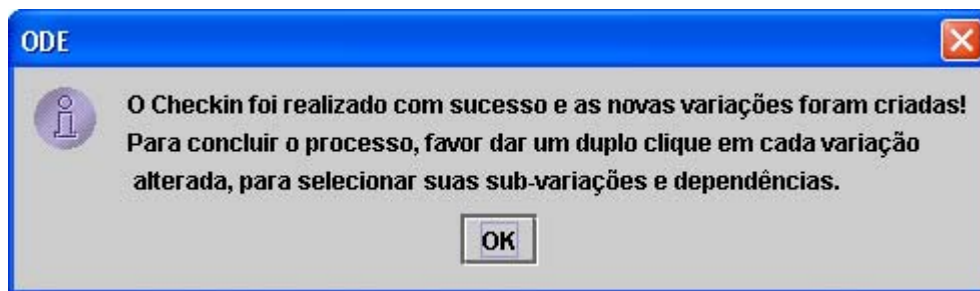 ODE
O Checkin foi realizado com sucesso e as novas variações foram criadas!
Para concluir o processo, favor dar um duplo clique em cada variação
alterada, para selecionar suas sub-variações e dependências.
OK